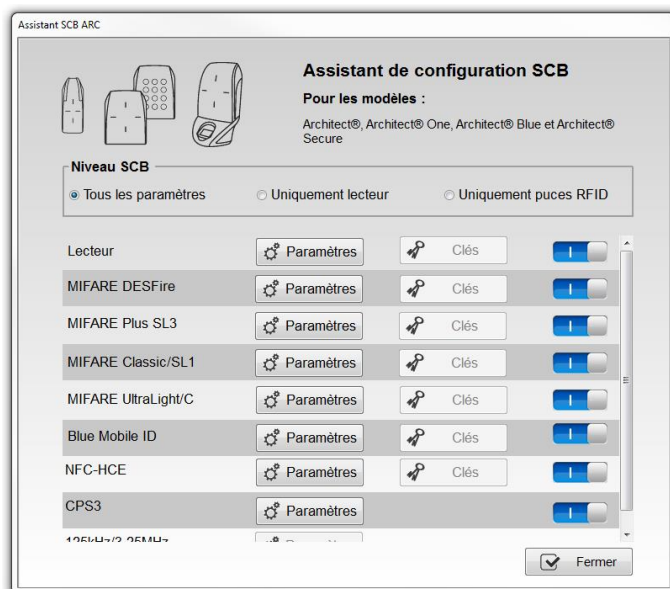 Assistant SCB ARC
Assistant de configuration SCB
Pour les modèles :
Architect®, Architect® One, Architect® Blue et Architect®
Secure
Niveau SCB
Tous les paramètres Uniquement lecteur Uniquement puces RFID
Lecteur Paramètres Clés
MIFARE DESFire Paramètres Clés
MIFARE Plus SL3 Paramètres Clés
MIFARE Classic/SL1 Paramètres Clés
MIFARE UltraLight/C Paramètres Clés
Blue Mobile ID Paramètres Clés
NFC-HCE Paramètres Clés
CPS3 Paramètres
125kHz/3.25MHz
Fermer